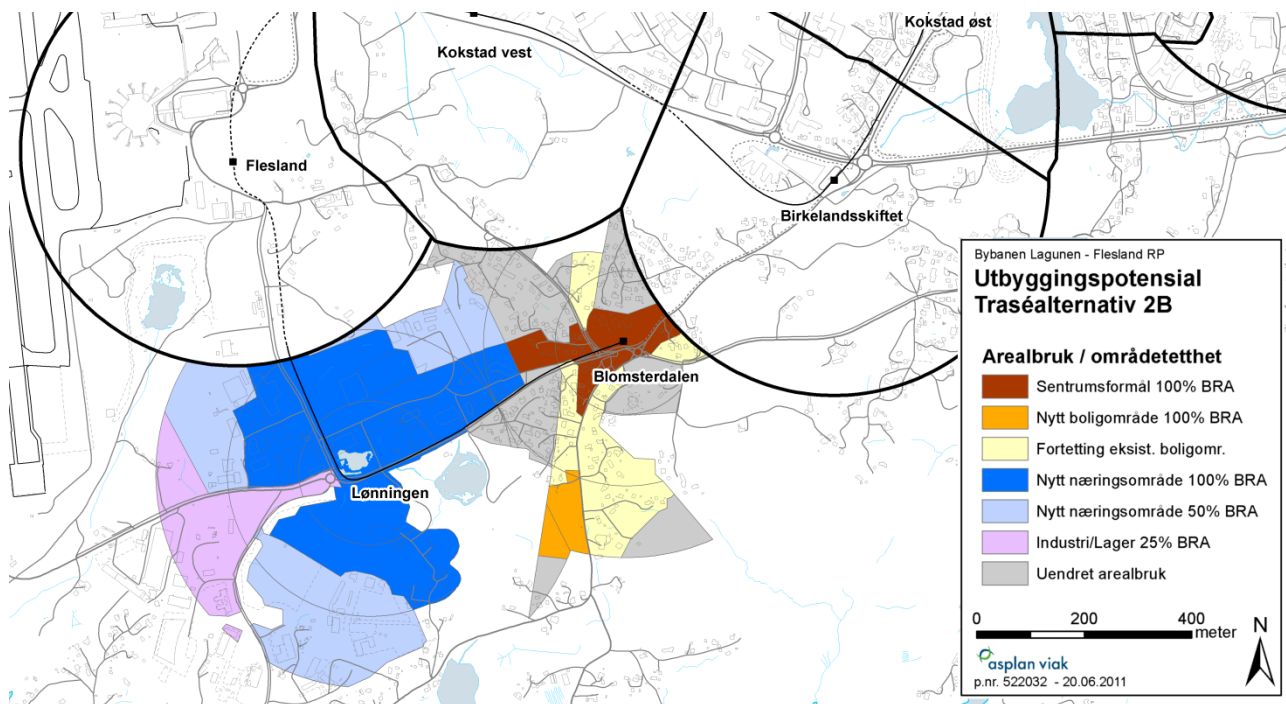 Kokstad øst
Kokstad vest
Flesland
Birkelandsskiftet
Blomsterdalen
Lønningen
Bybanen Lagunen - Flesland RP
Utbyggingspotensial
Traséalternativ 2B
Arealbruk / områdetetthet
Sentrumsformål 100% BRA
Nytt boligområde 100% BRA
Fortetting eksist. boligomr.
Nytt næringsområde 100% BRA
Nytt næringsområde 50% BRA
Industri/Lager 25% BRA
Uendret arealbruk
0 200 400
meter
N
asplan viak
p.nr. 522032 - 20.06.2011